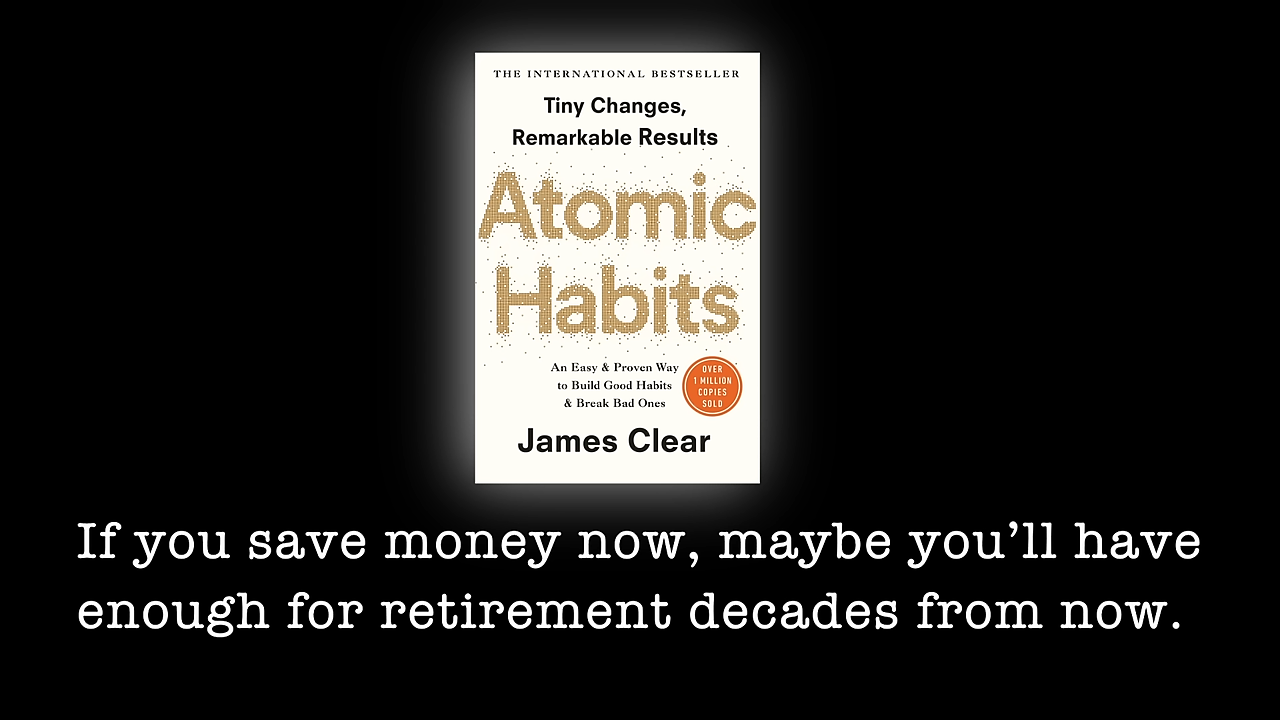 THE INTERNATIONAL BESTSELLER
Tiny Changes,
Remarkable Results
Atomic
Habits
An Easy & Proven Way
to Build Good Habits
& Break Bad Ones
OVER
1 MILLION
COPIES
SOLD
James Clear
If you save money now, maybe you’ll have
enough for retirement decades from now.